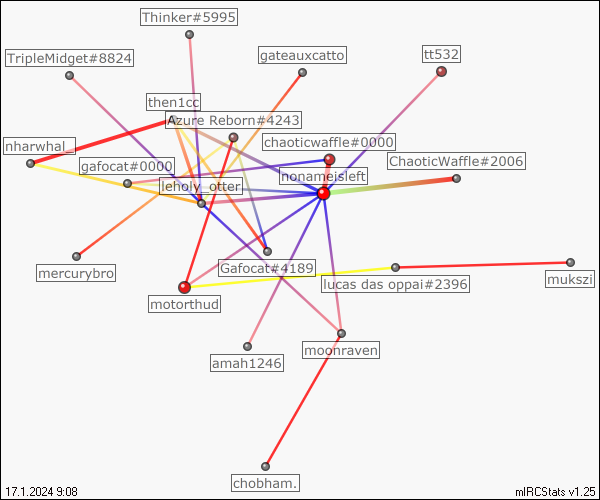 Thinker#5995
TripleMidget#8824
gateauxcatto
tt532
then1cc
Azure Reborn#4243
nharwhal_
chaoticwaffle#0000
gafocat#0000
ChaoticWaffle#2006
nonameisleft
leholy_otter
mercurybro
Gafocat#4189
lucas das oppai#2396
mukszi
motorthud
moonraven
amah1246
chobham.
17.1.2024 9:08
mIRCStats v1.25